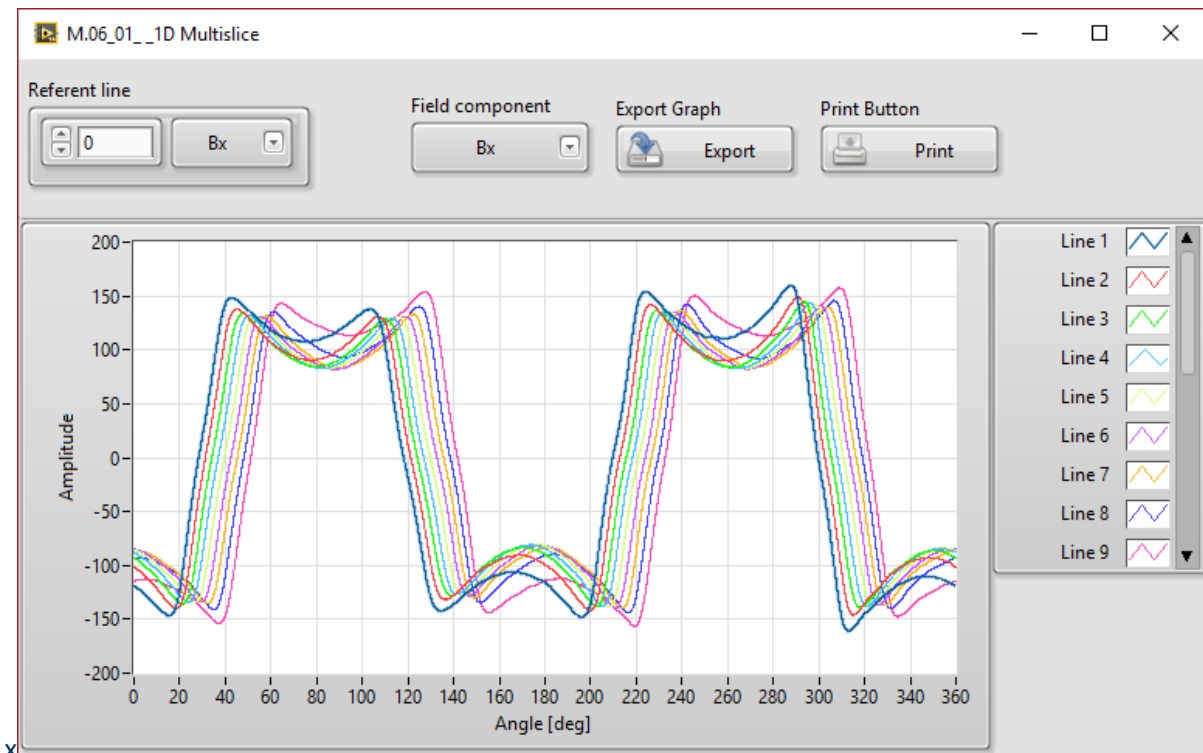 M.06_01_ _1D Multislice
Referent line
0
Bx
Field component
Bx
Export Graph
Export
Print Button
Print
200
150
100
50
0
-50
-100
-150
-200
Amplitude
0 20 40 60 80 100 120 140 160 180 200 220 240 260 280 300 320 340 360
Angle [deg]
Line 1
Line 2
Line 3
Line 4
Line 5
Line 6
Line 7
Line 8
Line 9
x